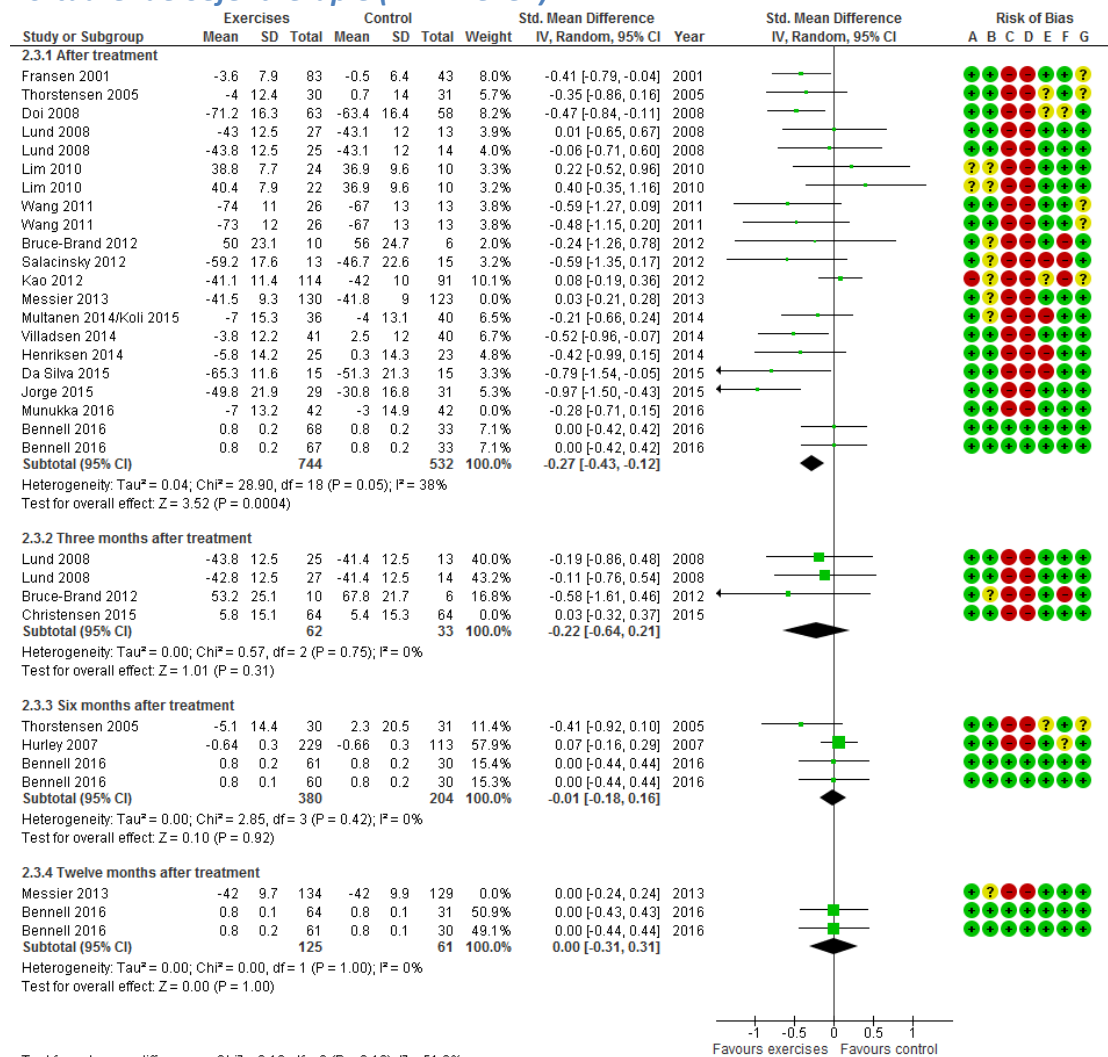 Exercises Control Std. Mean Difference Std. Mean Difference Risk of Bias
Study or Subgroup Mean SD Total Mean SD Total Weight IV, Random, 95% CI Year IV, Random, 95% CI A B C D E F G
2.3.1 After treatment
Fransen 2001 -3.6 7.9 83 -0.5 6.4 43 8.0% -0.41 [-0.79, -0.04] 2001 + + - - + + ?
Thorstensen 2005 -4 12.4 30 0.7 14 31 5.7% -0.35 [-0.86, 0.16] 2005 + + - - ? + ?
Doi 2008 -71.2 16.3 63 -63.4 16.4 58 8.2% -0.47 [-0.84, -0.11] 2008 + + - - ? ? +
Lund 2008 -43 12.5 27 -43.1 12 13 3.9% 0.01 [-0.65, 0.67] 2008 + + - - + + +
Lund 2008 -43.8 12.5 25 -43.1 12 14 4.0% -0.06 [-0.71, 0.60] 2008 + + - - + + +
Lim 2010 38.8 7.7 24 36.9 9.6 10 3.3% 0.22 [-0.52, 0.96] 2010 ? ? - - + + +
Lim 2010 40.4 7.9 22 36.9 9.6 10 3.2% 0.40 [-0.35, 1.16] 2010 ? ? - - + + +
Wang 2011 -74 11 26 -67 13 13 3.8% -0.59 [-1.27, 0.09] 2011 + + - - + + ?
Wang 2011 -73 12 26 -67 13 13 3.8% -0.48 [-1.15, 0.20] 2011 + + - - + + ?
Bruce-Brand 2012 50 23.1 10 56 24.7 6 2.0% -0.24 [-1.26, 0.78] 2012 + ? - - + - +
Salacinsky 2012 -59.2 17.6 13 -46.7 22.6 15 3.2% -0.59 [-1.35, 0.17] 2012 + ? - - - - +
Kao 2012 -41.1 11.4 114 -42 10 91 10.1% 0.08 [-0.19, 0.36] 2012 - ? - - ? - ?
Messier 2013 -41.5 9.3 130 -41.8 9 123 0.0% 0.03 [-0.21, 0.28] 2013 + ? - - + + +
Multanen 2014/Koli 2015 -7 15.3 36 -4 13.1 40 6.5% -0.21 [-0.66, 0.24] 2014 + ? - - - + +
Villadsen 2014 -3.8 12.2 41 2.5 12 40 6.7% -0.52 [-0.96, -0.07] 2014 + + - - + + +
Henriksen 2014 -5.8 14.2 25 0.3 14.3 23 4.8% -0.42 [-0.99, 0.15] 2014 + + - - - + +
Da Silva 2015 -65.3 11.6 15 -51.3 21.3 15 3.3% -0.79 [-1.54, -0.05] 2015 + + - - - + +
Jorge 2015 -49.8 21.9 29 -30.8 16.8 31 5.3% -0.97 [-1.50, -0.43] 2015 + + - - + + +
Munukka 2016 -7 13.2 42 -3 14.9 42 0.0% -0.28 [-0.71, 0.15] 2016 + + - - + + +
Bennell 2016 0.8 0.2 68 0.8 0.2 33 7.1% 0.00 [-0.42, 0.42] 2016 + + + + + + +
Bennell 2016 0.8 0.2 67 0.8 0.2 33 7.1% 0.00 [-0.42, 0.42] 2016 + + + + + + +
Subtotal (95% CI) 744 532 100.0% -0.27 [-0.43, -0.12]
Heterogeneity: Tau² = 0.04; Chi² = 28.90, df = 18 (P = 0.05); I² = 38%
Test for overall effect: Z = 3.52 (P = 0.0004)
2.3.2 Three months after treatment
Lund 2008 -43.8 12.5 25 -41.4 12.5 13 40.0% -0.19 [-0.86, 0.48] 2008 + + - - + + +
Lund 2008 -42.8 12.5 27 -41.4 12.5 14 43.2% -0.11 [-0.76, 0.54] 2008 + + - - + + +
Bruce-Brand 2012 53.2 25.1 10 67.8 21.7 6 16.8% -0.58 [-1.61, 0.46] 2012 + ? - - + - +
Christensen 2015 5.8 15.1 64 5.4 15.3 64 0.0% 0.03 [-0.32, 0.37] 2015 + + - - + + +
Subtotal (95% CI) 62 33 100.0% -0.22 [-0.64, 0.21]
Heterogeneity: Tau² = 0.00; Chi² = 0.57, df = 2 (P = 0.75); I² = 0%
Test for overall effect: Z = 1.01 (P = 0.31)
2.3.3 Six months after treatment
Thorstensen 2005 -5.1 14.4 30 2.3 20.5 31 11.4% -0.41 [-0.92, 0.10] 2005 + + - - ? + ?
Hurley 2007 -0.64 0.3 229 -0.66 0.3 113 57.9% 0.07 [-0.16, 0.29] 2007 + + - - + ? +
Bennell 2016 0.8 0.2 61 0.8 0.2 30 15.4% 0.00 [-0.44, 0.44] 2016 + + + + + + +
Bennell 2016 0.8 0.1 60 0.8 0.2 30 15.3% 0.00 [-0.44, 0.44] 2016 + + + + + + +
Subtotal (95% CI) 380 204 100.0% -0.01 [-0.18, 0.16]
Heterogeneity: Tau² = 0.00; Chi² = 2.85, df = 3 (P = 0.42); I² = 0%
Test for overall effect: Z = 0.10 (P = 0.92)
2.3.4 Twelve months after treatment
Messier 2013 -42 9.7 134 -42 9.9 129 0.0% 0.00 [-0.24, 0.24] 2013 + ? - - + + +
Bennell 2016 0.8 0.1 64 0.8 0.1 31 50.9% 0.00 [-0.43, 0.43] 2016 + + + + + + +
Bennell 2016 0.8 0.2 61 0.8 0.1 30 49.1% 0.00 [-0.44, 0.44] 2016 + + + + + + +
Subtotal (95% CI) 125 61 100.0% 0.00 [-0.31, 0.31]
Heterogeneity: Tau² = 0.00; Chi² = 0.00, df = 1 (P = 1.00); I² = 0%
Test for overall effect: Z = 0.00 (P = 1.00)
-1 -0.5 0 0.5 1
Favours exercises Favours control